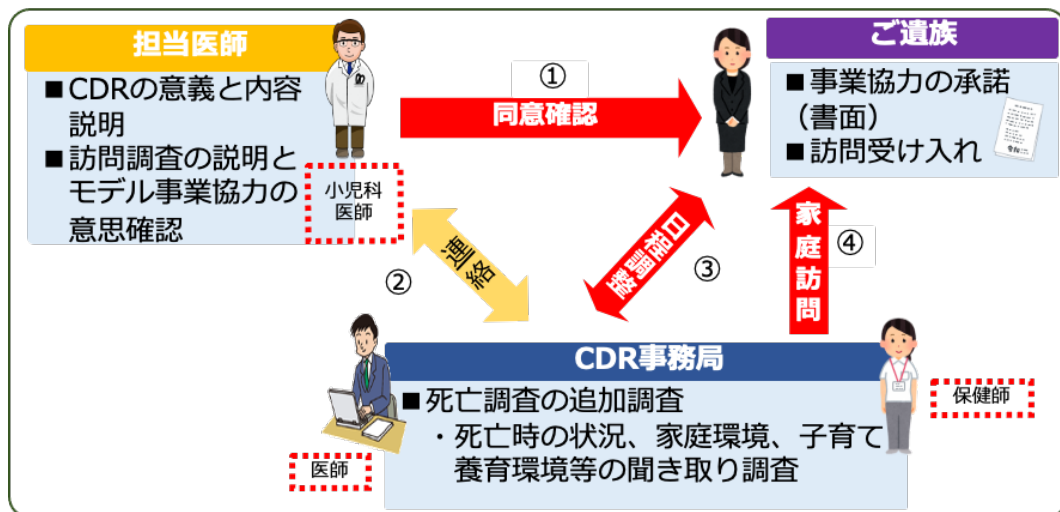 担当医師
■CDRの意義と内容
説明
■訪問調査の説明と
モデル事業協力の
意思確認
小児科
医師
①
同意確認
ご遺族
■事業協力の承諾
（書面）
■訪問受け入れ
②
連絡
日程調整
③
家庭訪問
④
CDR事務局
■死亡調査の追加調査
・死亡時の状況、家庭環境、子育て
養育環境等の聞き取り調査
医師
保健師